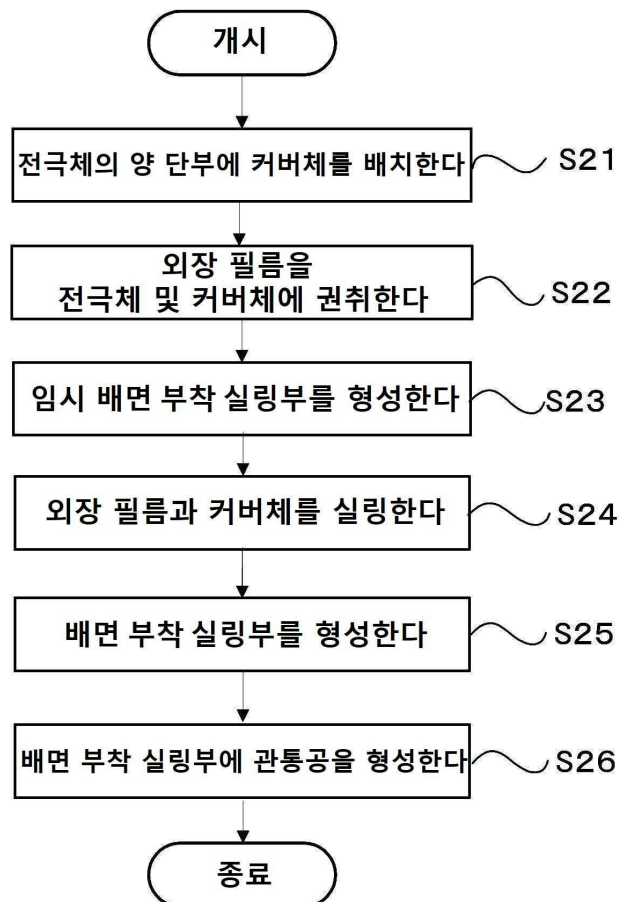 개시
전극체의 양 단부에 커버체를 배치한다
S21
외장 필름을
전극체 및 커버체에 권취한다
S22
임시 배면 부착 실링부를 형성한다
S23
외장 필름과 커버체를 실링한다
S24
배면 부착 실링부를 형성한다
S25
배면 부착 실링부에 관통공을 형성한다
S26
종료